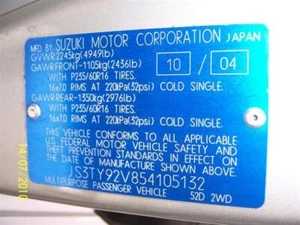 MFD BY SUZUKI MOTOR CORPORATION JAPAN
GVWR:2245kg(4949lb)
GAWR:FRONT-1105kg(2436lb) 10 / 04
WITH P235/60R16 TIRES.
16x7.0 RIMS AT 220kPa(32psi) COLD SINGLE.
GAWR:REAR-1350kg(2976lb)
WITH P235/60R16 TIRES.
16x7.0 RIMS AT 220kPa(32psi) COLD SINGLE.
THIS VEHICLE CONFORMS TO ALL APPLICABLE
U.S. FEDERAL MOTOR VEHICLE SAFETY AND
THEFT PREVENTION STANDARDS IN EFFECT ON
THE DATE OF MANUFACTURE SHOWN ABOVE.
JS3TY92V854105132
MULTIPURPOSE PASSENGER VEHICLE 52D 2WD
14/07/2010